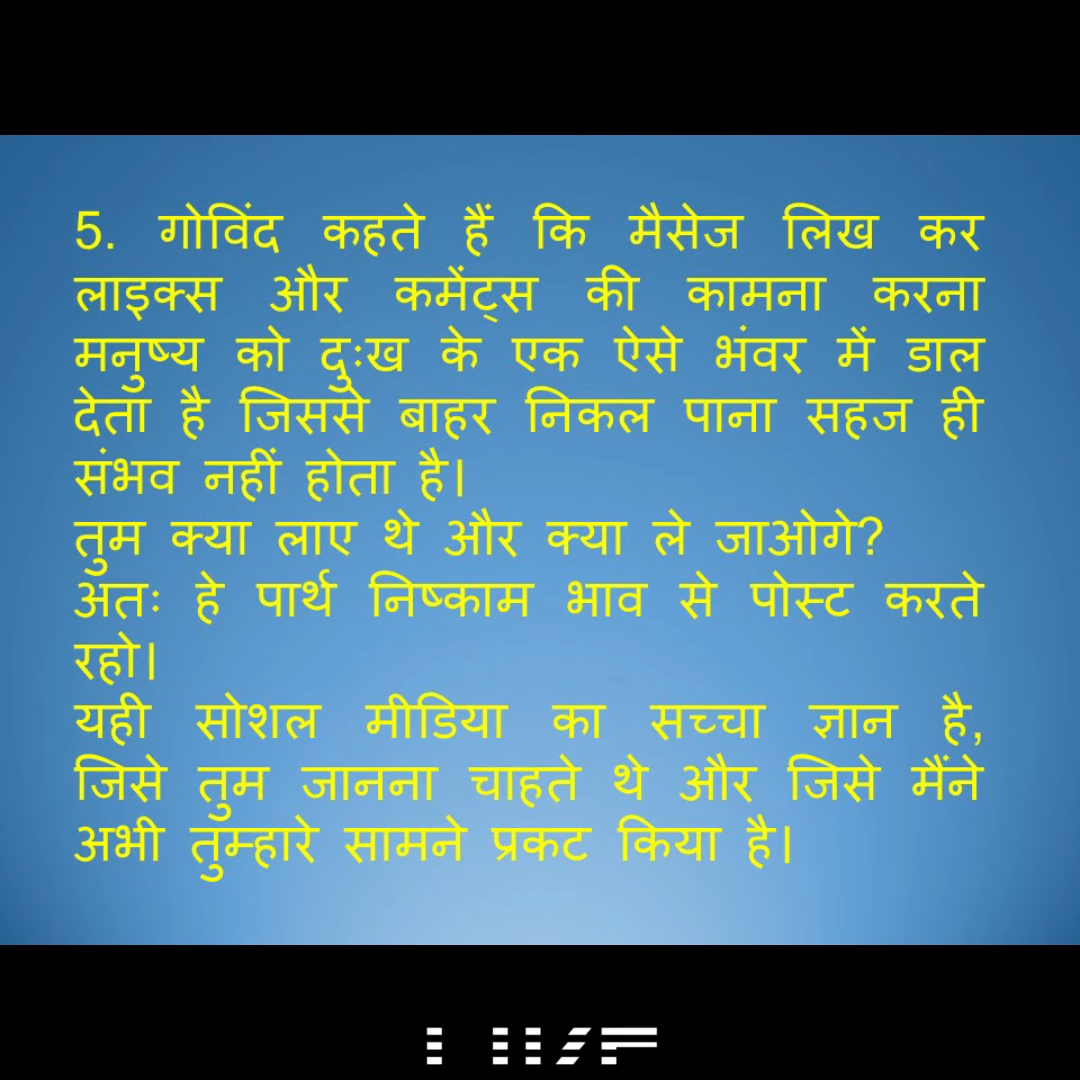 5. गोविंद कहते हैं कि मैसेज लिख कर
लाइक्स और कमेंट्स की कामना करना
मनुष्य को दुःख के एक ऐसे भंवर में डाल
देता है जिससे बाहर निकल पाना सहज ही
संभव नहीं होता है।
तुम क्या लाए थे और क्या ले जाओगे?
अतः हे पार्थ निष्काम भाव से पोस्ट करते
रहो।
यही सोशल मीडिया का सच्चा ज्ञान है,
जिसे तुम जानना चाहते थे और जिसे मैंने
अभी तुम्हारे सामने प्रकट किया है।